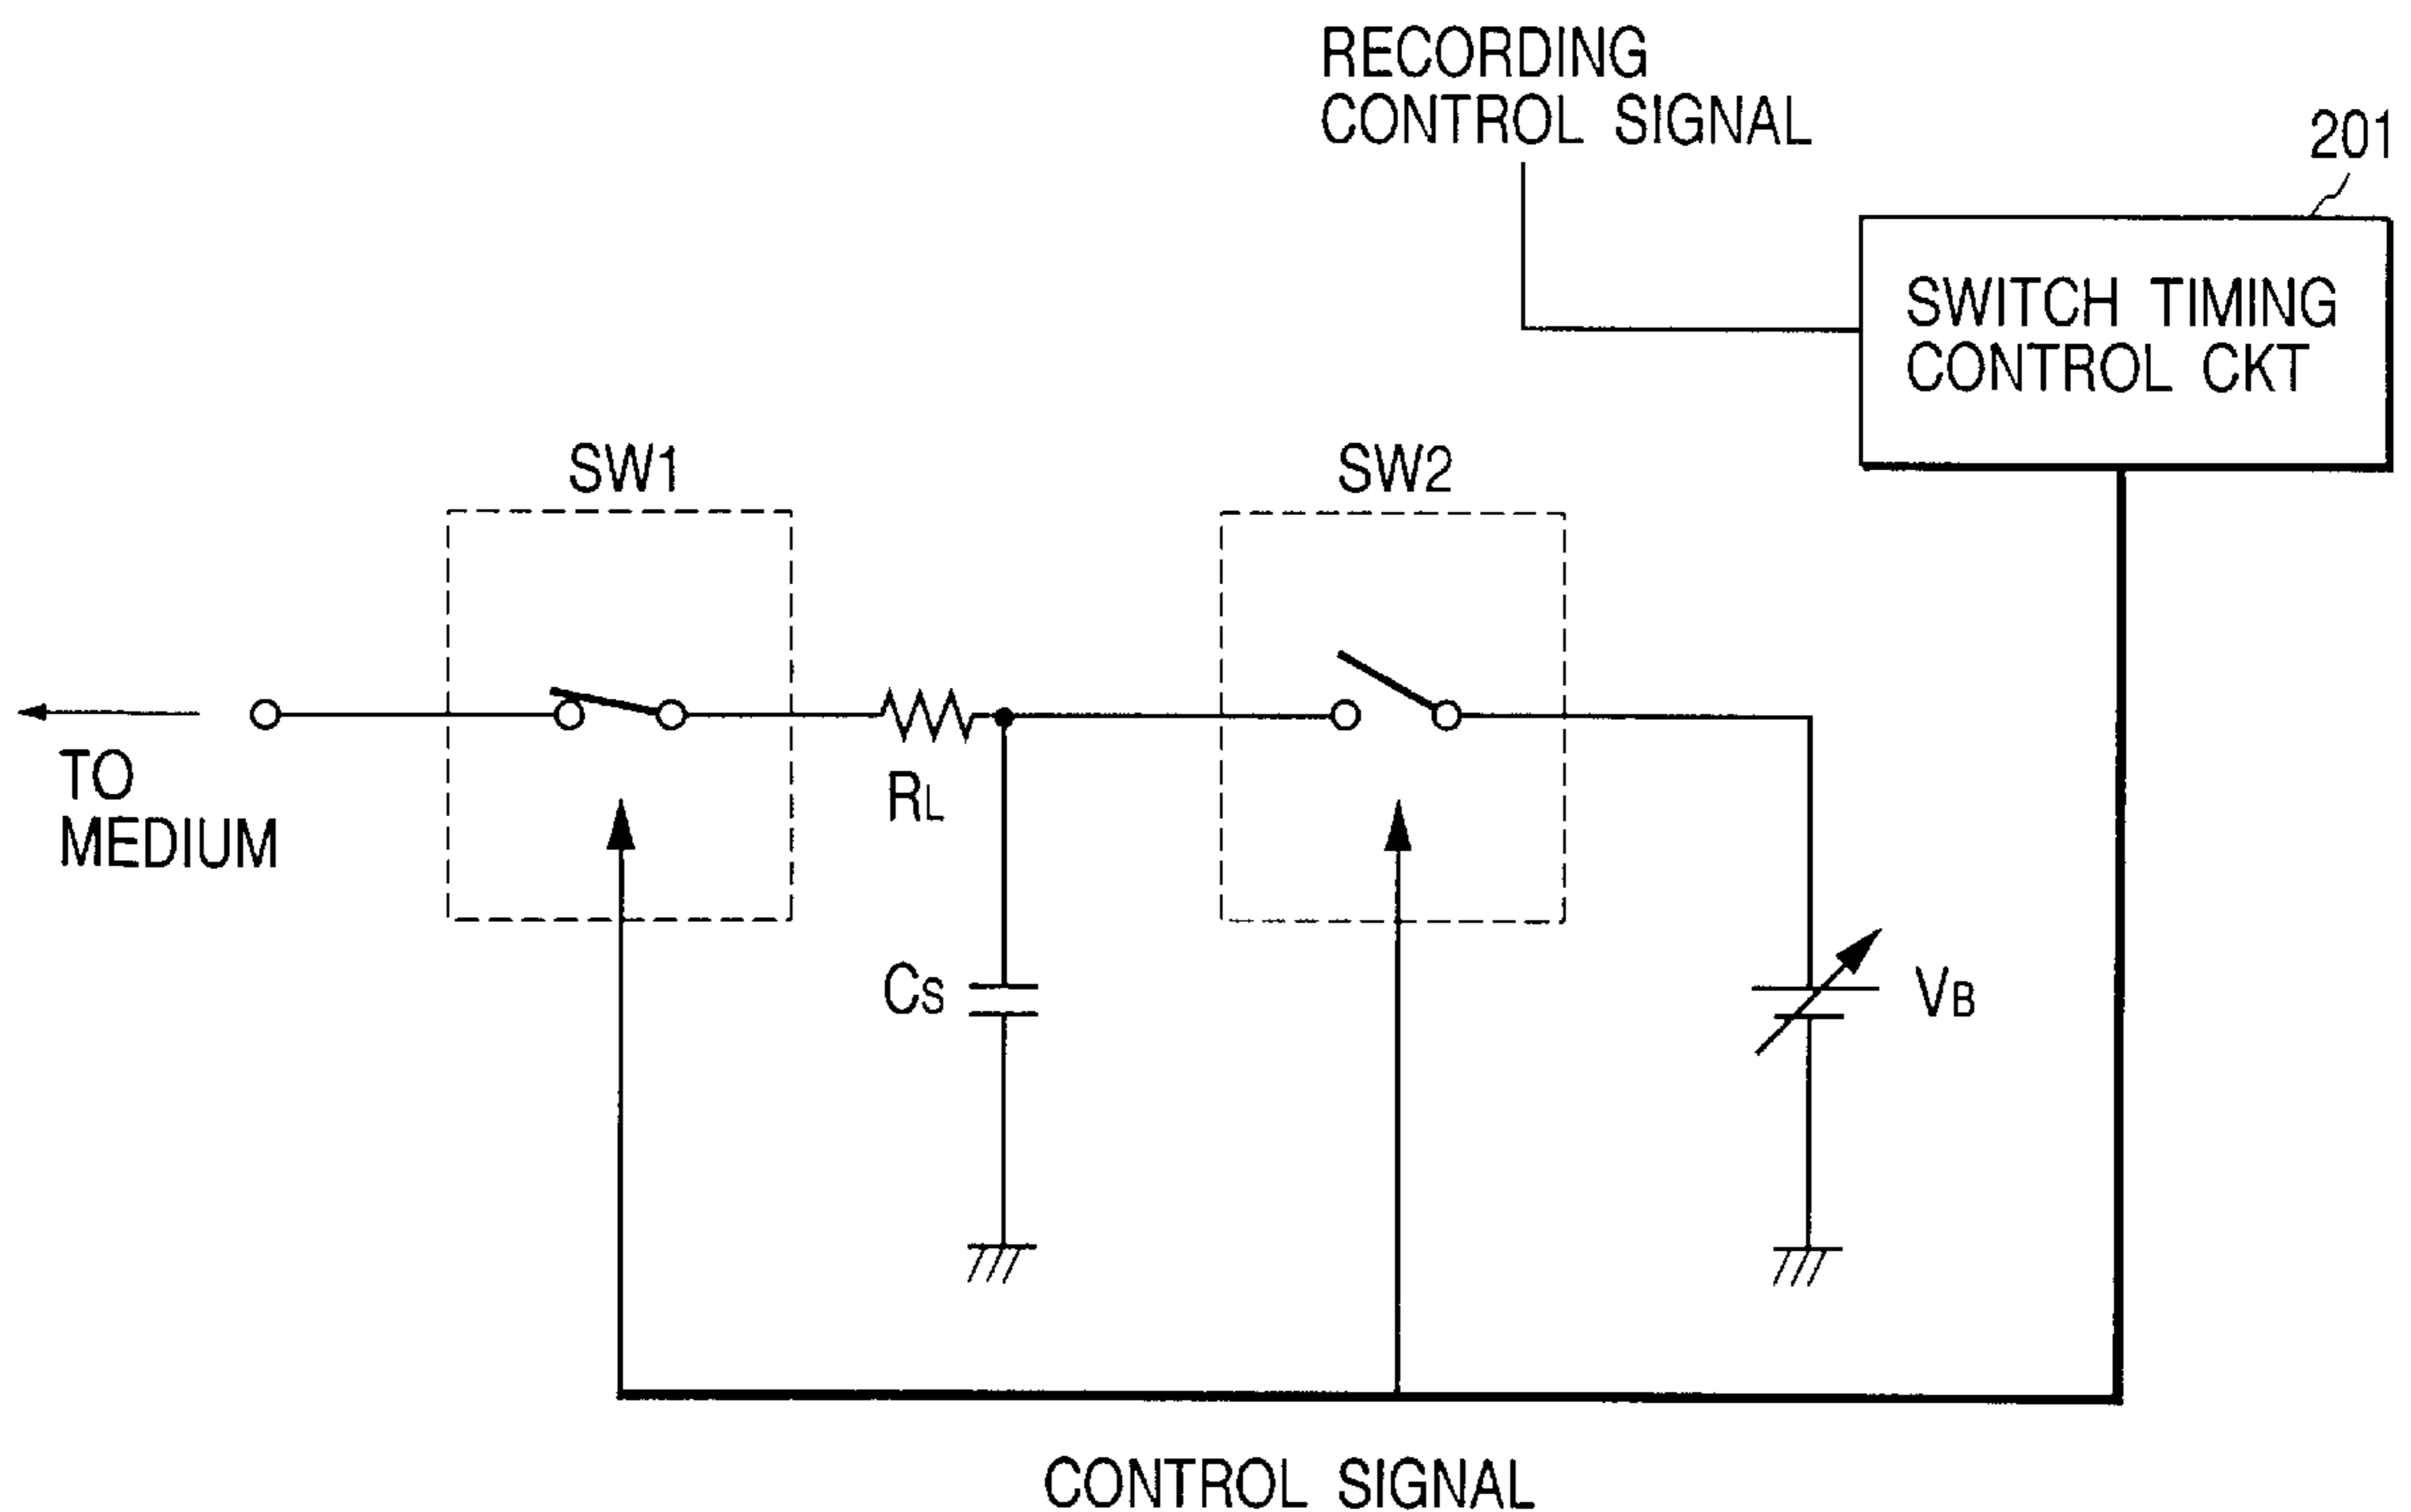 RECORDING
CONTROL SIGNAL
201
SWITCH TIMING
CONTROL CKT
SW1
SW2
TO
MEDIUM
RL
CS
VB
CONTROL SIGNAL